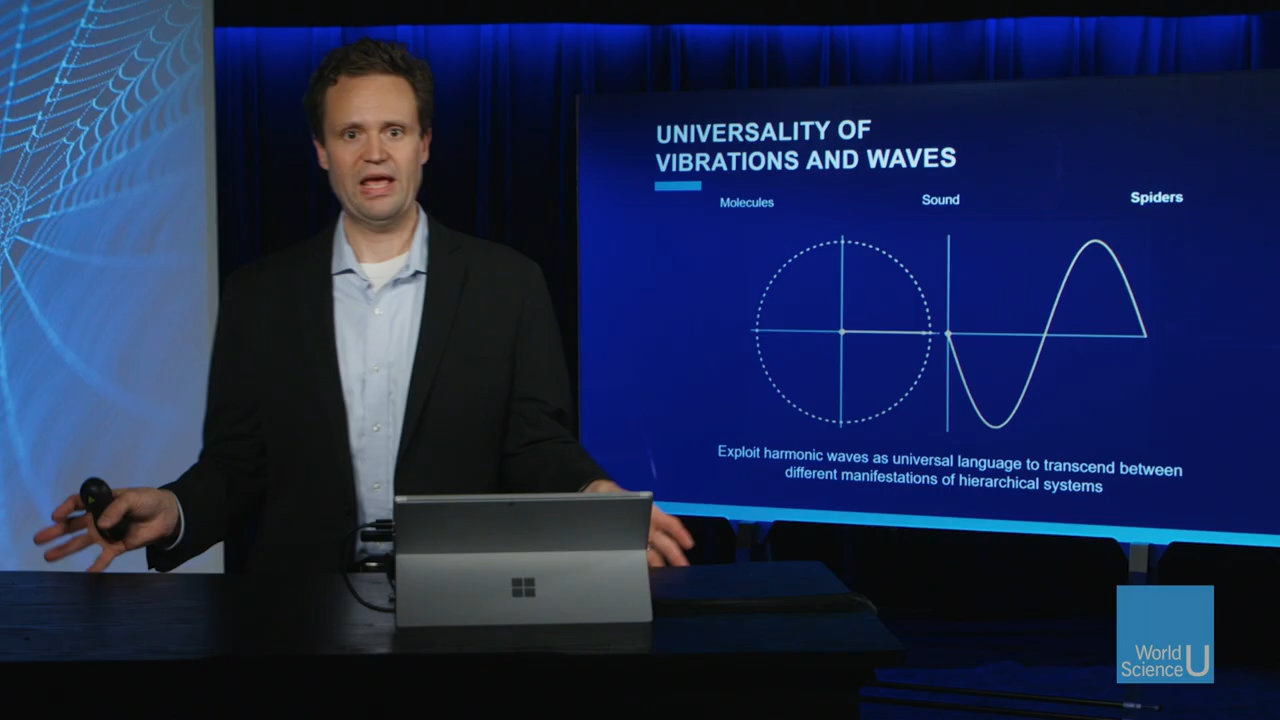 UNIVERSALITY OF
VIBRATIONS AND WAVES
Molecules Sound Spiders
Exploit harmonic waves as universal language to transcend between
different manifestations of hierarchical systems
World
Science U